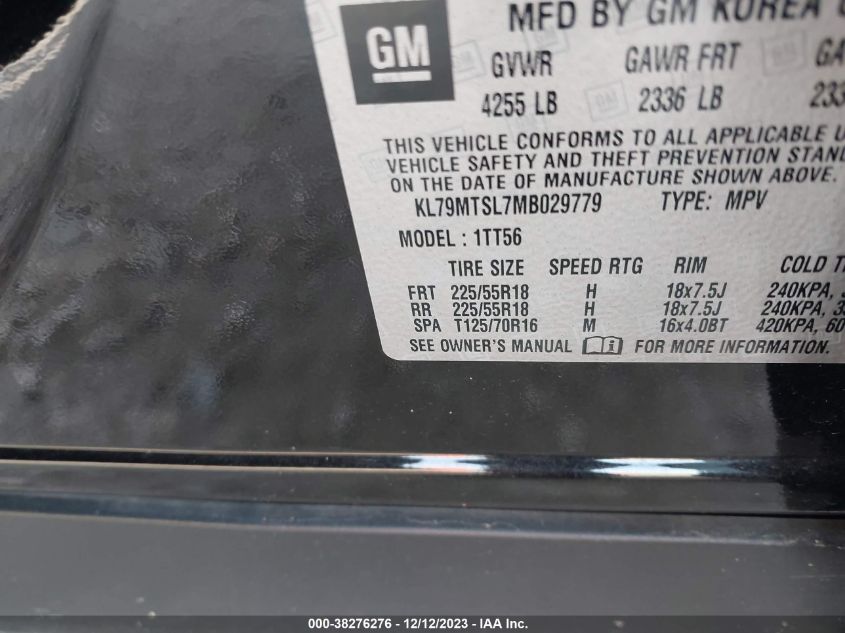 MFD BY GM KOREA
GM
GVWR GAWR FRT
4255 LB 2336 LB
THIS VEHICLE CONFORMS TO ALL APPLICABLE
VEHICLE SAFETY AND THEFT PREVENTION
ON THE DATE OF MANUFACTURE SHOWN ABOVE.
KL79MTSL7MB029779 TYPE: MPV
MODEL : 1TT56
TIRE SIZE SPEED RTG RIM COLD
FRT 225/55R18 H 18x7.5J 240KPA,
RR 225/55R18 H 18x7.5J 240KPA,
SPA T125/70R16 M 16x4.0BT 420KPA, 60
SEE OWNER'S MANUAL FOR MORE INFORMATION.
000-38276276 - 12/12/2023 - IAA Inc.